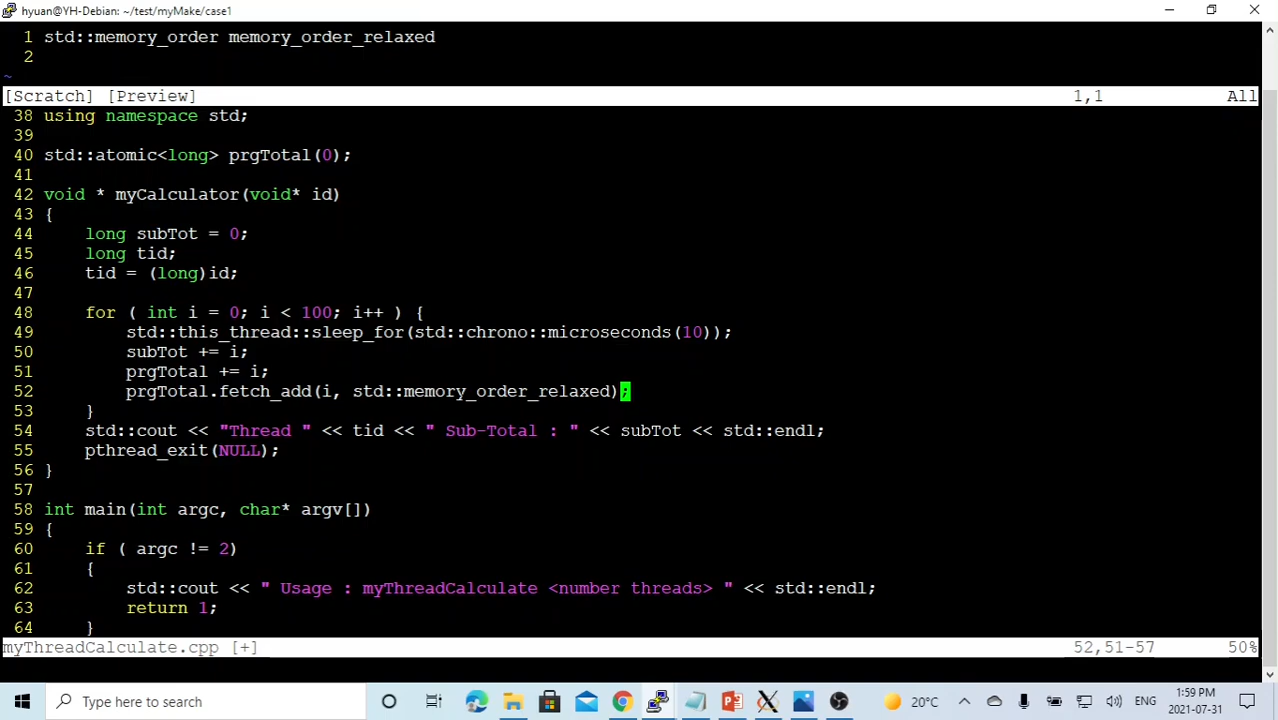 hyuan@YH-Debian: ~/test/myMake/case1
1 std::memory_order memory_order_relaxed
2
~
[Scratch] [Preview] 1,1 All
38 using namespace std;
39
40 std::atomic<long> prgTotal(0);
41
42 void * myCalculator(void* id)
43 {
44 long subTot = 0;
45 long tid;
46 tid = (long)id;
47
48 for ( int i = 0; i < 100; i++ ) {
49 std::this_thread::sleep_for(std::chrono::microseconds(10));
50 subTot += i;
51 prgTotal += i;
52 prgTotal.fetch_add(i, std::memory_order_relaxed);
53 }
54 std::cout << "Thread " << tid << " Sub-Total : " << subTot << std::endl;
55 pthread_exit(NULL);
56 }
57
58 int main(int argc, char* argv[])
59 {
60 if ( argc != 2)
61 {
62 std::cout << " Usage : myThreadCalculate <number threads> " << std::endl;
63 return 1;
64 }
myThreadCalculate.cpp [+] 52,51-57 50%
Type here to search 20°C ENG 1:59 PM
2021-07-31